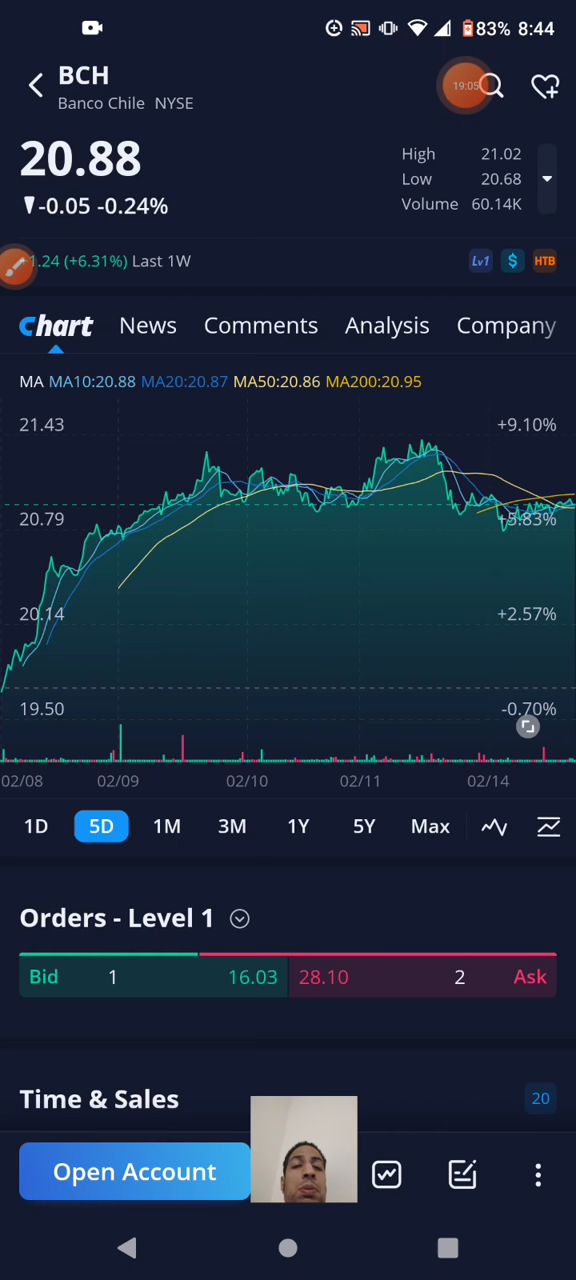 83% 8:44
BCH
Banco Chile NYSE
19:05
20.88
-0.05 -0.24%
High 21.02
Low 20.68
Volume 60.14K
1.24 (+6.31%) Last 1W
Lv1 $ HTB
Chart News Comments Analysis Company
MA MA10:20.88 MA20:20.87 MA50:20.86 MA200:20.95
21.43 +9.10%
20.79 +5.83%
20.14 +2.57%
19.50 -0.70%
02/08 02/09 02/10 02/11 02/14
1D 5D 1M 3M 1Y 5Y Max
Orders - Level 1
Bid 1 16.03 28.10 2 Ask
Time & Sales 20
Open Account